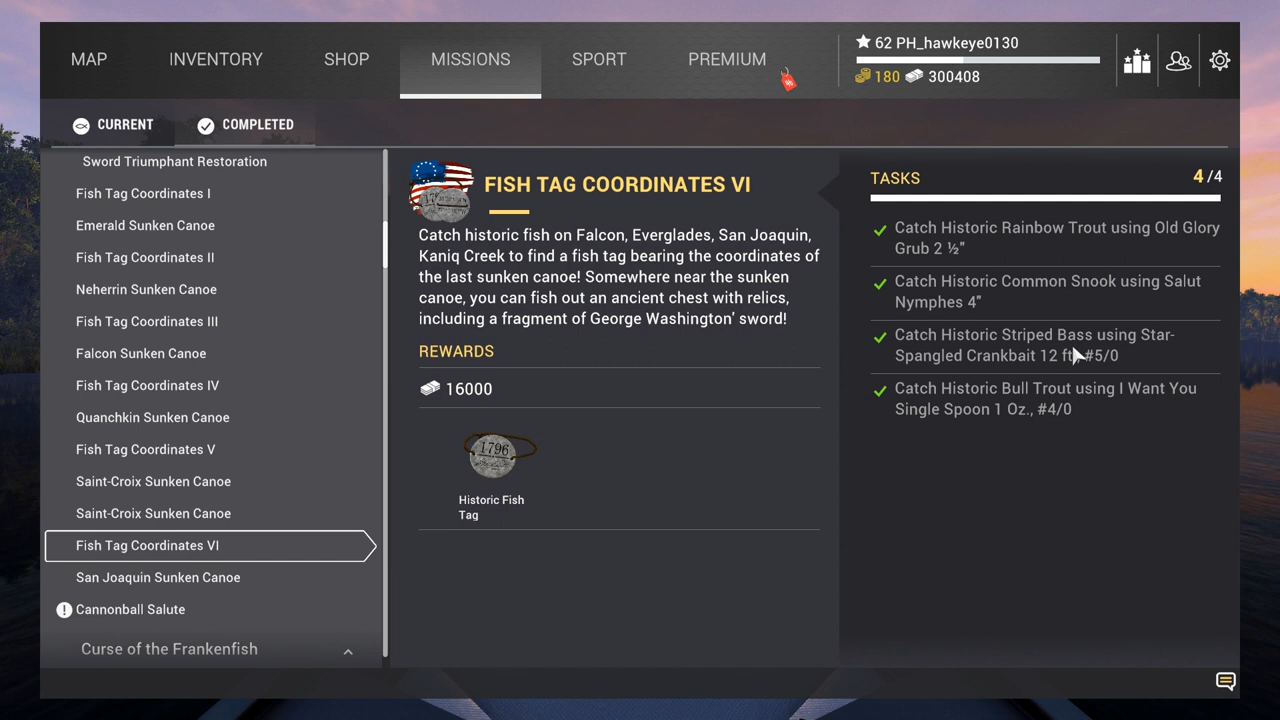 MAP
INVENTORY
SHOP
MISSIONS
SPORT
PREMIUM
62 PH_hawkeye0130
180 300408
CURRENT
COMPLETED
Sword Triumphant Restoration
Fish Tag Coordinates I
Emerald Sunken Canoe
Fish Tag Coordinates II
Neherrin Sunken Canoe
Fish Tag Coordinates III
Falcon Sunken Canoe
Fish Tag Coordinates IV
Quanchkin Sunken Canoe
Fish Tag Coordinates V
Saint-Croix Sunken Canoe
Saint-Croix Sunken Canoe
Fish Tag Coordinates VI
San Joaquin Sunken Canoe
Cannonball Salute
Curse of the Frankenfish
FISH TAG COORDINATES VI
Catch historic fish on Falcon, Everglades, San Joaquin,
Kaniq Creek to find a fish tag bearing the coordinates of
the last sunken canoe! Somewhere near the sunken
canoe, you can fish out an ancient chest with relics,
including a fragment of George Washington' sword!
REWARDS
16000
1796
Historic Fish
Tag
TASKS
4 /4
Catch Historic Rainbow Trout using Old Glory
Grub 2 ½"
Catch Historic Common Snook using Salut
Nymphes 4"
Catch Historic Striped Bass using Star-
Spangled Crankbait 12 ft, #5/0
Catch Historic Bull Trout using I Want You
Single Spoon 1 Oz., #4/0